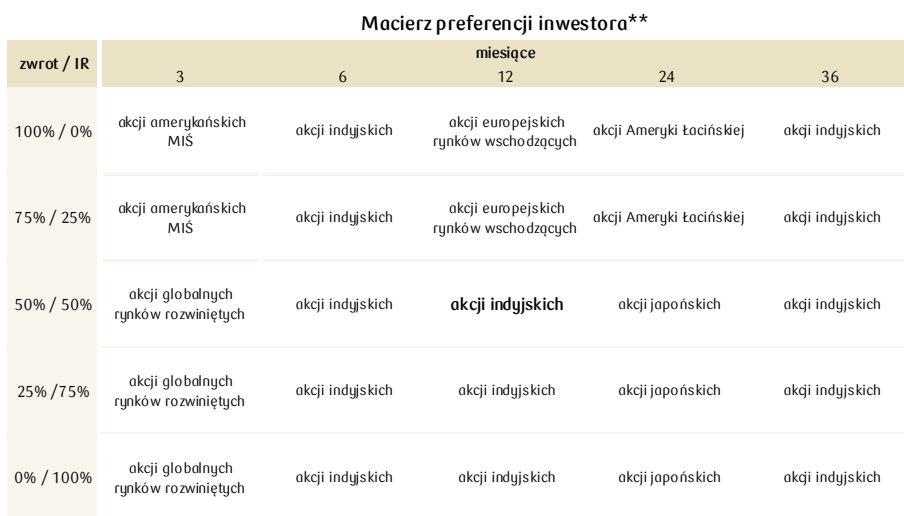 Macierz preferencji inwestora**
zwrot / IR
miesiące
3 6 12 24 36
100% / 0%
akcji amerykańskich
MIŚ
akcji indyjskich
akcji europejskich
rynków wschodzących
akcji Ameryki Łacińskiej
akcji indyjskich
75% / 25%
akcji amerykańskich
MIŚ
akcji indyjskich
akcji europejskich
rynków wschodzących
akcji Ameryki Łacińskiej
akcji indyjskich
50% / 50%
akcji globalnych
rynków rozwiniętych
akcji indyjskich
akcji indyjskich
akcji japońskich
akcji indyjskich
25% /75%
akcji globalnych
rynków rozwiniętych
akcji indyjskich
akcji indyjskich
akcji japońskich
akcji indyjskich
0% / 100%
akcji globalnych
rynków rozwiniętych
akcji indyjskich
akcji indyjskich
akcji japońskich
akcji indyjskich